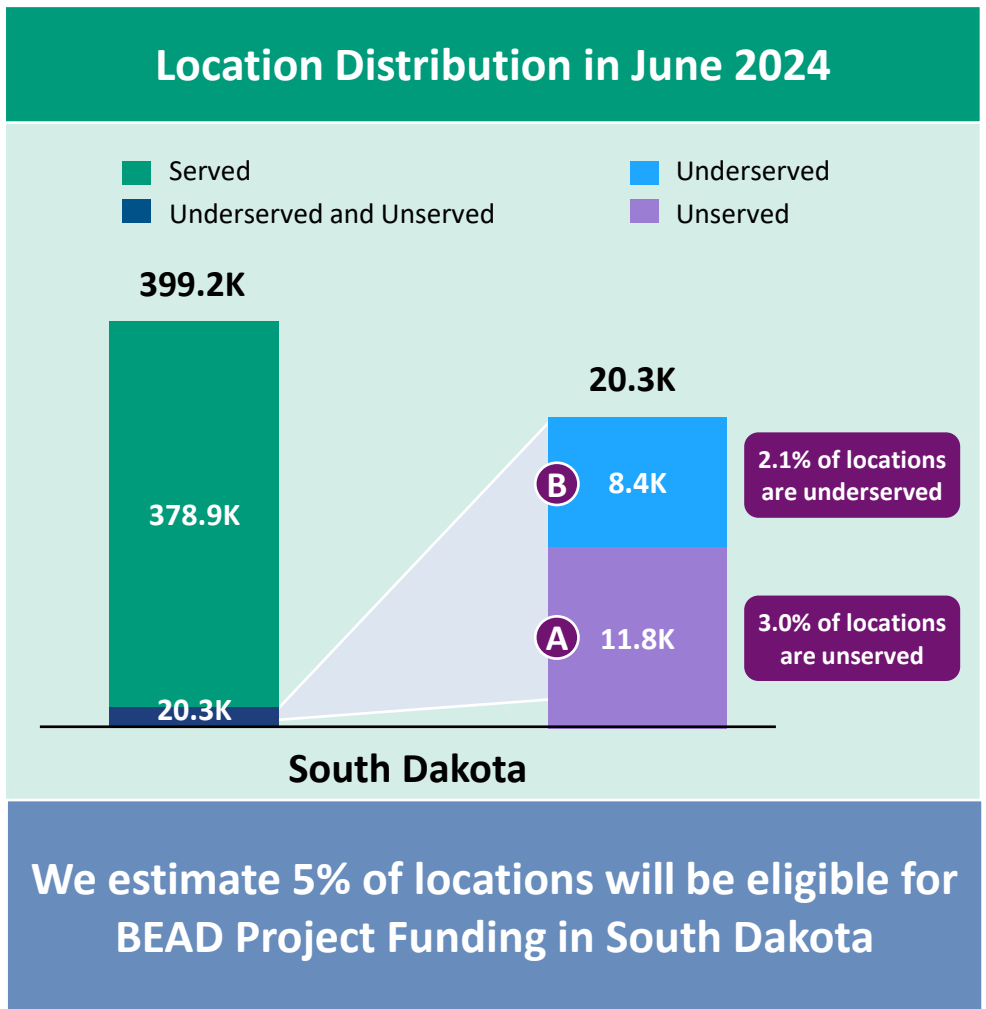 Location Distribution in June 2024
Served
Underserved
Underserved and Unserved
Unserved
399.2K
20.3K
378.9K
20.3K
B
8.4K
A
11.8K
2.1% of locations
are underserved
3.0% of locations
are unserved
South Dakota
We estimate 5% of locations will be eligible for
BEAD Project Funding in South Dakota